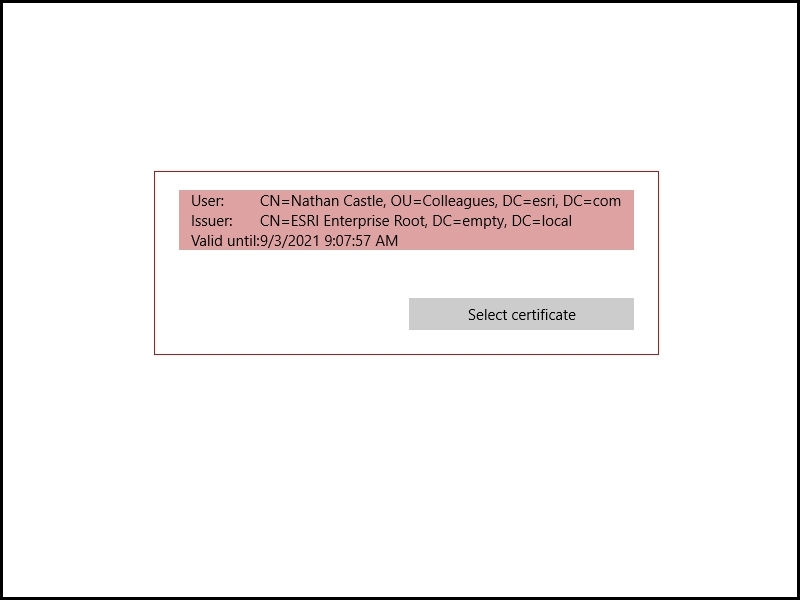 User: CN=Nathan Castle, OU=Colleagues, DC=esri, DC=com
Issuer: CN=ESRI Enterprise Root, DC=empty, DC=local
Valid until:9/3/2021 9:07:57 AM
Select certificate